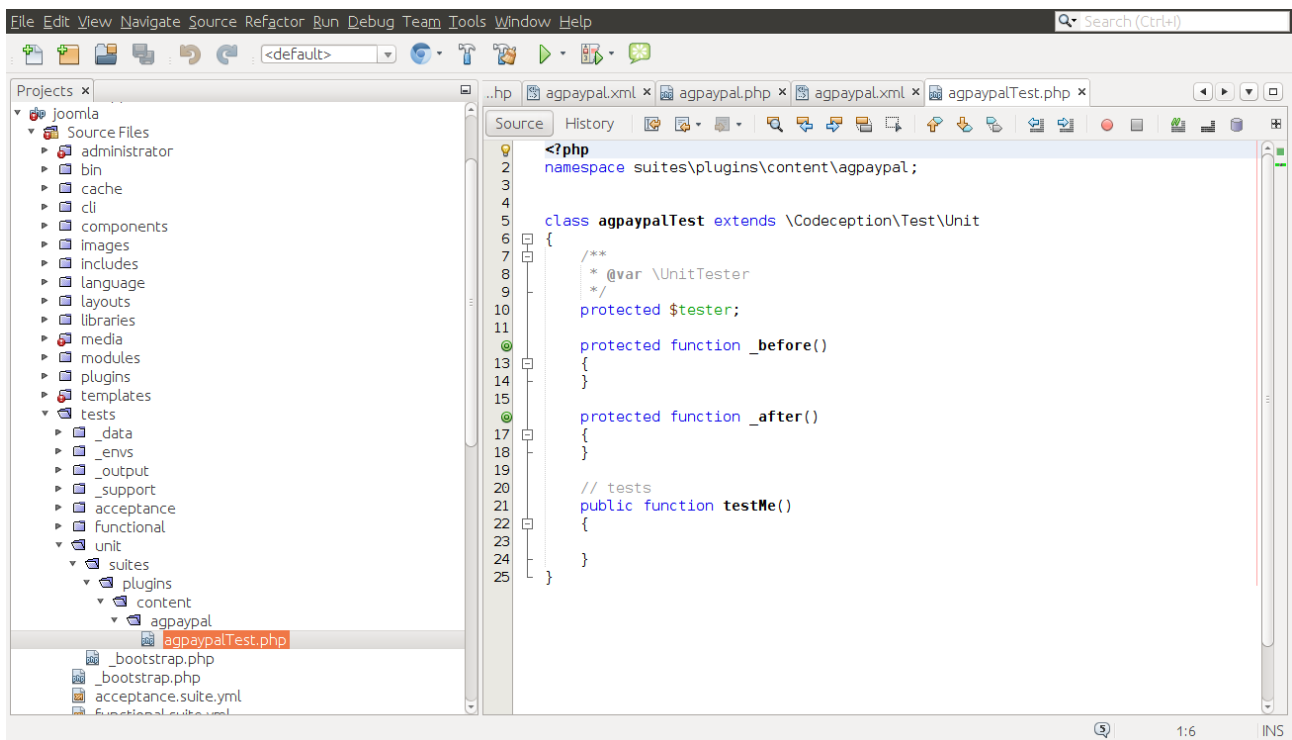 File Edit View Navigate Source Refactor Run Debug Team Tools Window Help
Search (Ctrl+I)
<default>
Projects
joomla
Source Files
administrator
bin
cache
cli
components
images
includes
language
layouts
libraries
media
modules
plugins
templates
tests
_data
_envs
_output
_support
acceptance
functional
unit
suites
plugins
content
agpaypal
agpaypalTest.php
_bootstrap.php
_bootstrap.php
acceptance.suite.yml
functional.suite.yml
..hp agpaypal.xml agpaypal.php agpaypal.xml agpaypalTest.php
Source History
<?php
2 namespace suites\plugins\content\agpaypal;
3
4
5 class agpaypalTest extends \Codeception\Test\Unit
6 {
7 /**
8 * @var \UnitTester
9 */
10 protected $tester;
11
protected function _before()
13 {
14 }
15
protected function _after()
17 {
18 }
19
20 // tests
21 public function testMe()
22 {
23
24 }
25 }
5
1:6 INS